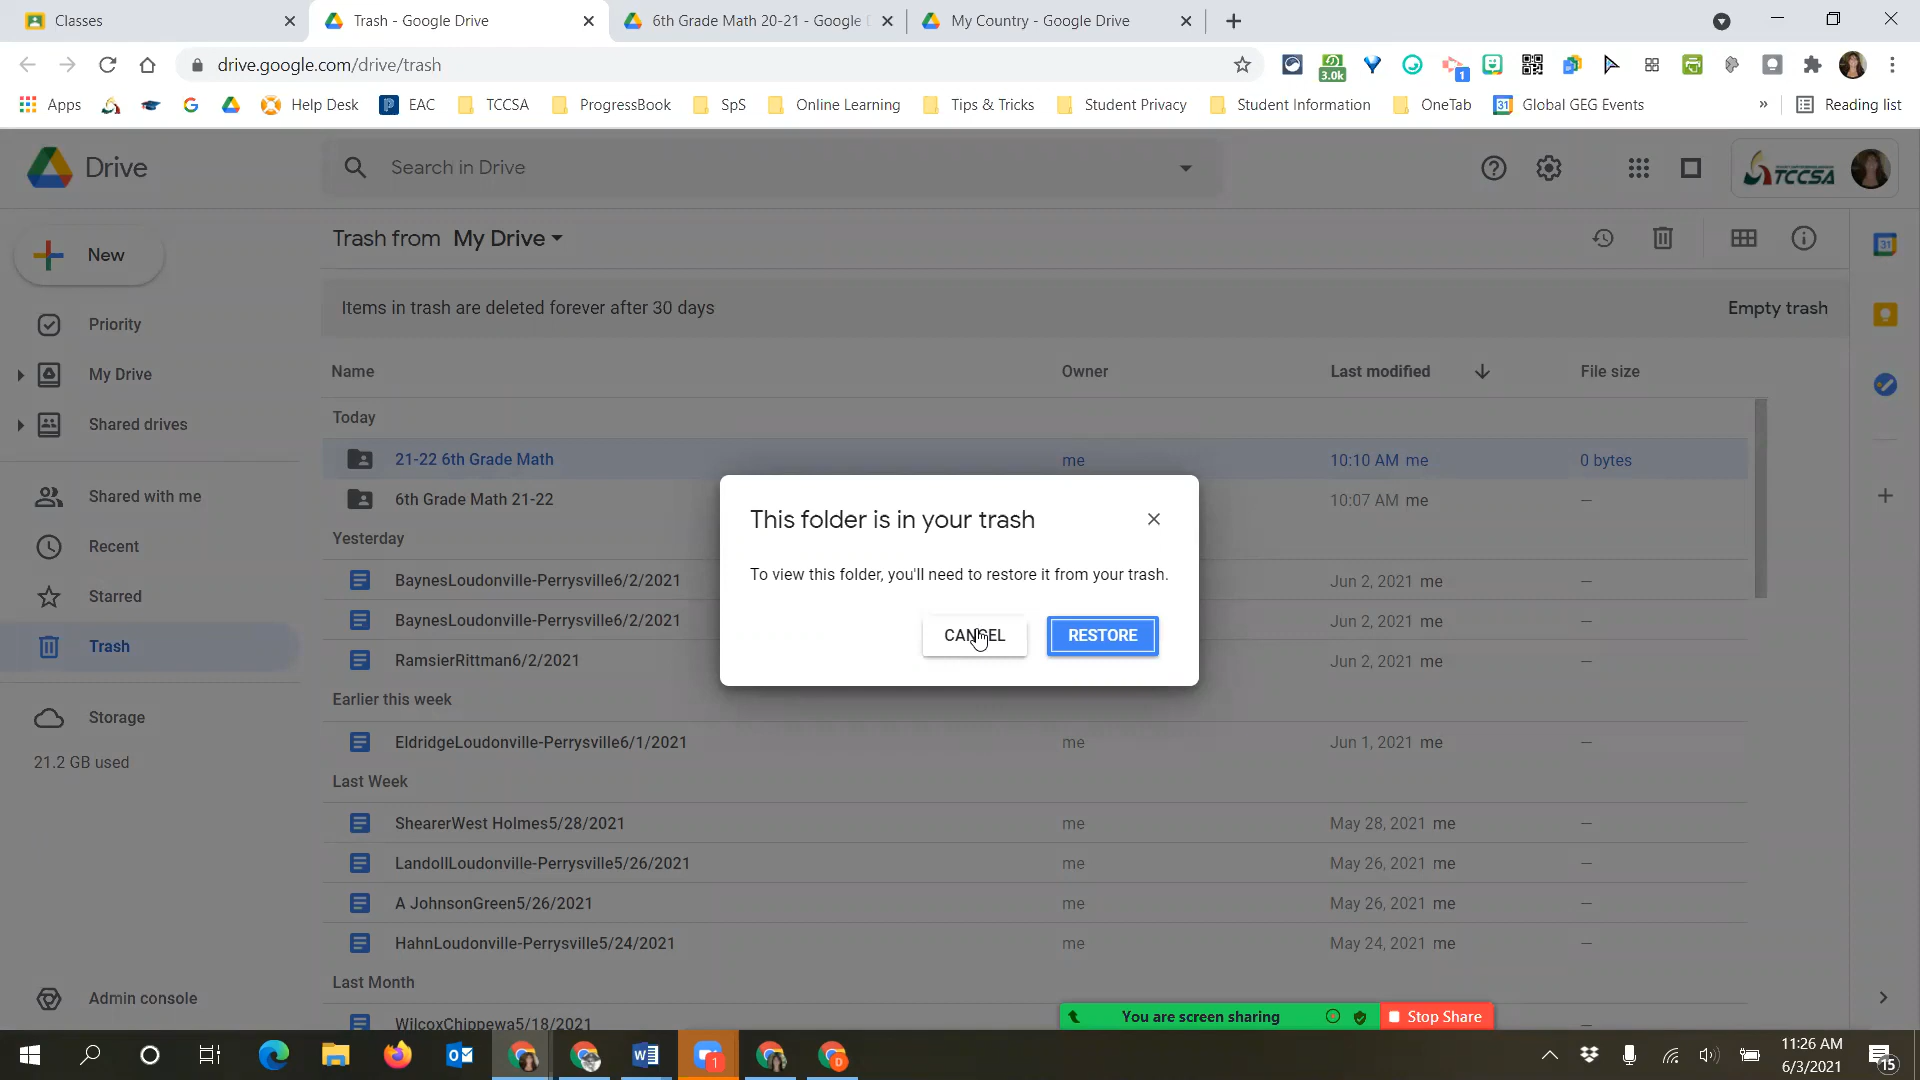 Classes
Trash - Google Drive
6th Grade Math 20-21 - Google D
My Country - Google Drive
drive.google.com/drive/trash
3.0k
1
Apps
Help Desk
EAC
TCCSA
ProgressBook
SpS
Online Learning
Tips & Tricks
Student Privacy
Student Information
OneTab
31
Global GEG Events
»
Reading list
Drive
Search in Drive
TCCSA
New
Trash from My Drive
31
Items in trash are deleted forever after 30 days
Empty trash
Priority
My Drive
Shared drives
Shared with me
Recent
Starred
Trash
Storage
21.2 GB used
Admin console
Name Owner Last modified File size
Today
21-22 6th Grade Math me 10:10 AM me 0 bytes
6th Grade Math 21-22 10:07 AM me —
Yesterday
BaynesLoudonville-Perrysville6/2/2021 Jun 2, 2021 me —
BaynesLoudonville-Perrysville6/2/2021 Jun 2, 2021 me —
RamsierRittman6/2/2021 Jun 2, 2021 me —
Earlier this week
EldridgeLoudonville-Perrysville6/1/2021 me Jun 1, 2021 me —
Last Week
ShearerWest Holmes5/28/2021 me May 28, 2021 me —
LandollLoudonville-Perrysville5/26/2021 me May 26, 2021 me —
A JohnsonGreen5/26/2021 me May 26, 2021 me —
HahnLoudonville-Perrysville5/24/2021 me May 24, 2021 me —
Last Month
WilcoxChippewa5/18/2021
This folder is in your trash
To view this folder, you'll need to restore it from your trash.
CANCEL
RESTORE
You are screen sharing
Stop Share
1
11:26 AM
6/3/2021
15